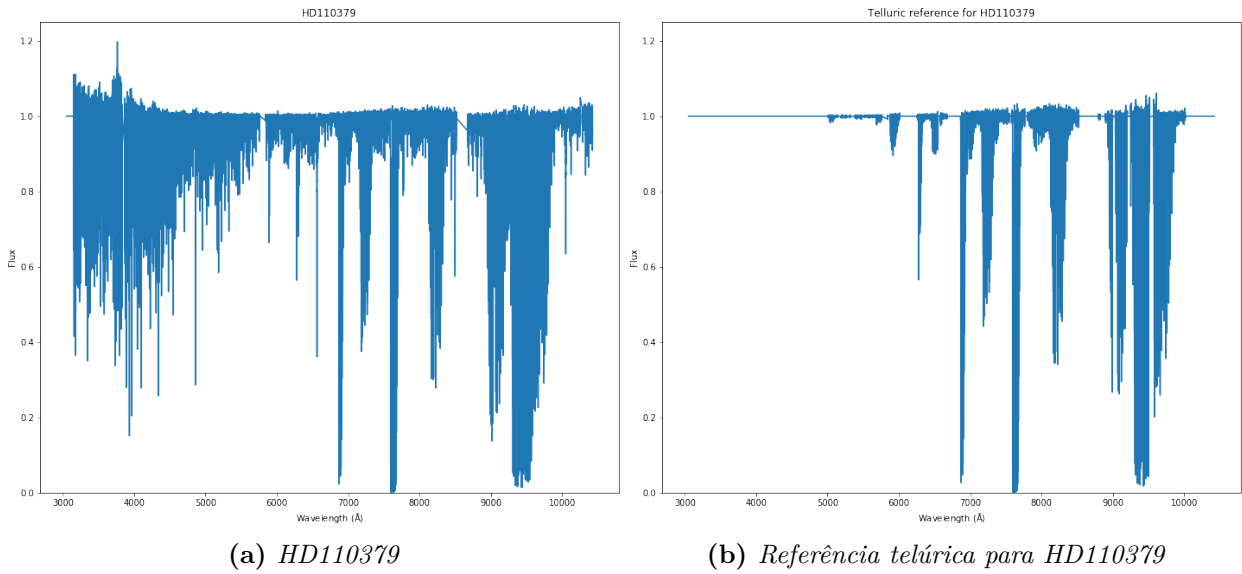 HD110379
1.2
1.0
0.8
0.6
0.4
0.2
0.0
Flux
3000 4000 5000 6000 7000 8000 9000 10000
Wavelength (Å)
(a) HD110379
Telluric reference for HD110379
1.2
1.0
0.8
0.6
0.4
0.2
0.0
Flux
3000 4000 5000 6000 7000 8000 9000 10000
Wavelength (Å)
(b) Referência telúrica para HD110379